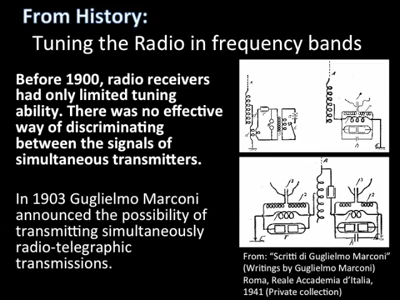 From History:
Tuning the Radio in frequency bands
Before 1900, radio receivers
had only limited tuning
ability. There was no effective
way of discriminating
between the signals of
simultaneous transmitters.
In 1903 Guglielmo Marconi
announced the possibility of
transmitting simultaneously
radio-telegraphic
transmissions.
From: “Scritti di Guglielmo Marconi”
(Writings by Guglielmo Marconi)
Roma, Reale Accademia d’Italia,
1941 (Private collection)